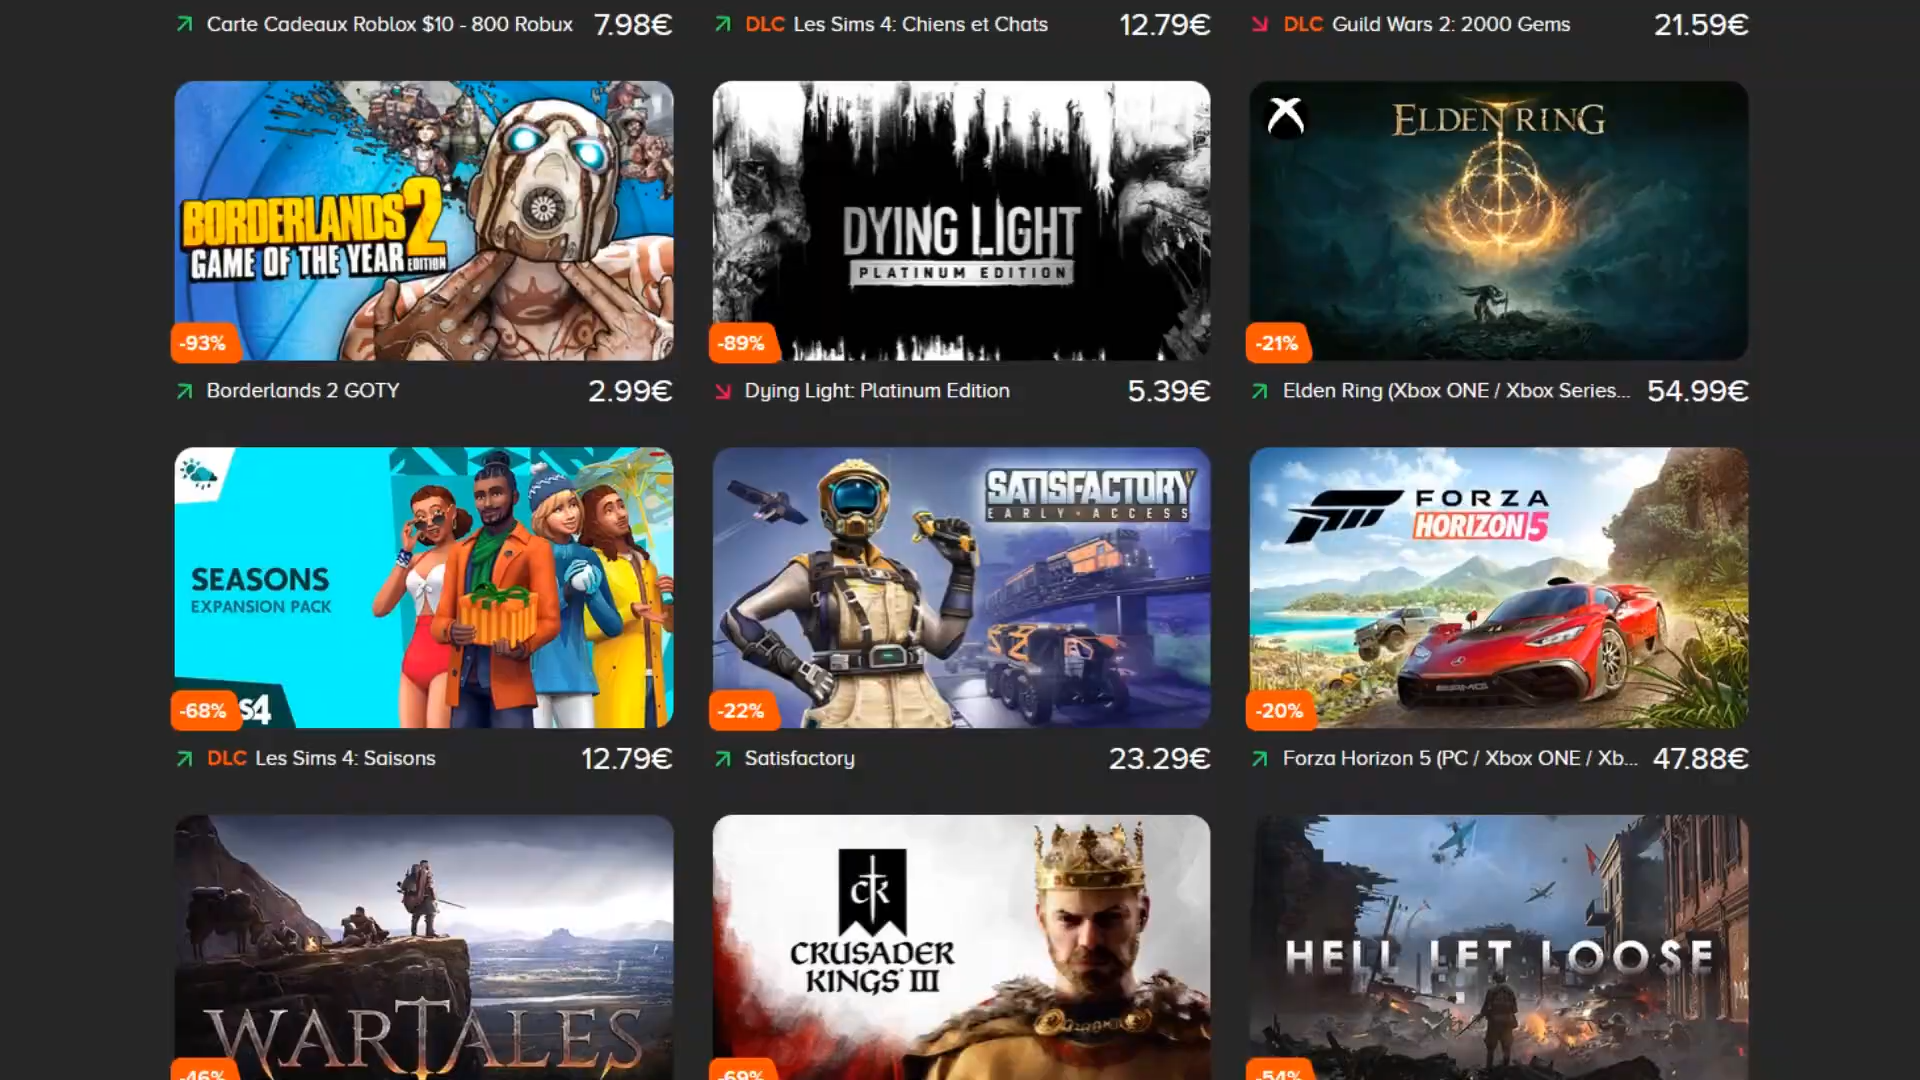 Carte Cadeaux Roblox $10 - 800 Robux 7.98€
DLC Les Sims 4: Chiens et Chats 12.79€
DLC Guild Wars 2: 2000 Gems 21.59€
BORDERLANDS 2
GAME OF THE YEAR EDITION
-93%
Borderlands 2 GOTY 2.99€
DYING LIGHT
PLATINUM EDITION
-89%
Dying Light: Platinum Edition 5.39€
ELDEN RING
-21%
Elden Ring (Xbox ONE / Xbox Series... 54.99€
SEASONS
EXPANSION PACK
S4
-68%
DLC Les Sims 4: Saisons 12.79€
SATISFACTORY
EARLY-ACCESS
-22%
Satisfactory 23.29€
FORZA
HORIZON 5
AMG
-20%
Forza Horizon 5 (PC / Xbox ONE / Xb... 47.88€
WARTALES
-46%
CK
CRUSADER
KINGS III
-69%
HELL LET LOOSE
-54%